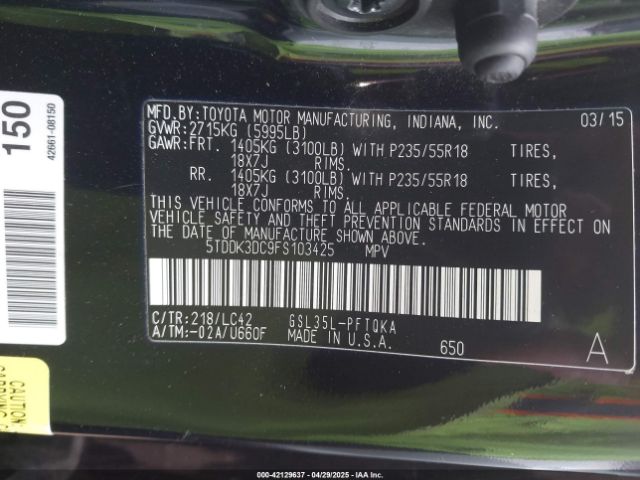 MFD. BY: TOYOTA MOTOR MANUFACTURING, INDIANA, INC. 03/15
GVWR: 2715KG (5995LB)
GAWR: FRT. 1405KG (3100LB) WITH P235/55R18 TIRES,
18X7J RIMS.
RR. 1405KG (3100LB) WITH P235/55R18 TIRES,
18X7J RIMS.
THIS VEHICLE CONFORMS TO ALL APPLICABLE FEDERAL MOTOR
VEHICLE SAFETY AND THEFT PREVENTION STANDARDS IN EFFECT ON
THE DATE OF MANUFACTURE SHOWN ABOVE.
5TDDK3DC9FS103425 MPV
C/TR: 218/LC42 GSL35L-PFTQKA
A/TM: -02A/U660F MADE IN U.S.A. 650 A
150
42661-08150
CAUTION
000-42129637 - 04/29/2025 - IAA Inc.